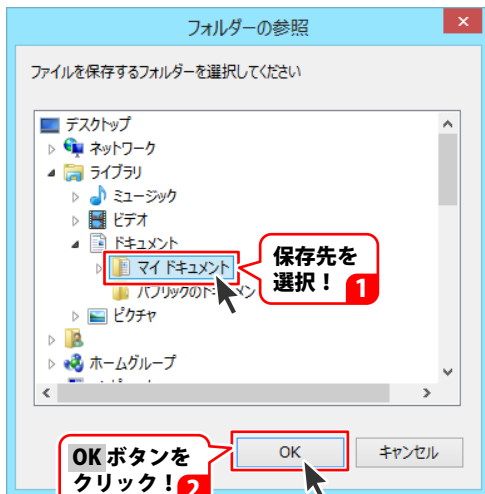 フォルダーの参照
ファイルを保存するフォルダーを選択してください
デスクトップ
ネットワーク
ライブラリ
ミュージック
ビデオ
ドキュメント
マイ ドキュメント
保存先を
選択！
1
ピクチャ
ホームグループ
OKボタンを
クリック！
2
OK
キャンセル